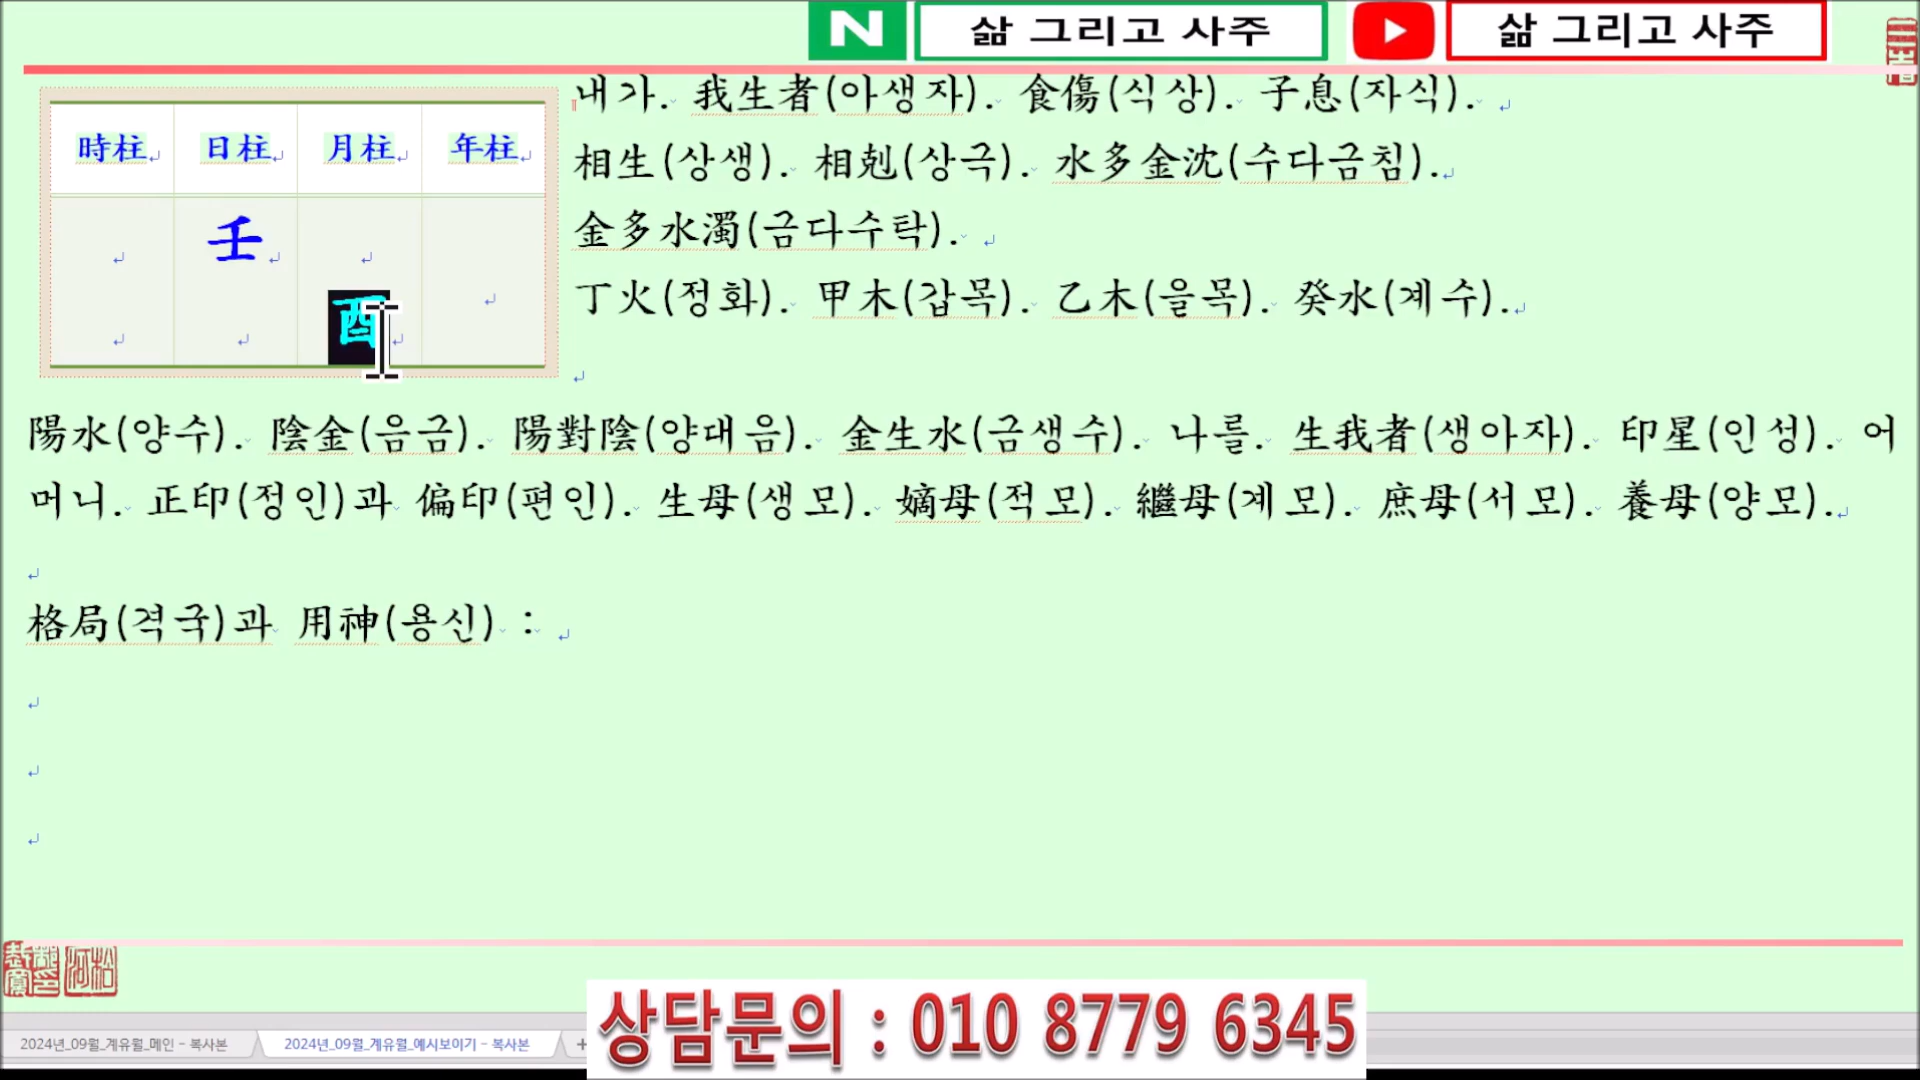 N 삶 그리고 사주 삶 그리고 사주
時柱 日柱 月柱 年柱
壬
酉
내가. 我生者(아생자). 食傷(식상). 子息(자식).
相生(상생). 相剋(상극). 水多金沈(수다금침).
金多水濁(금다수탁).
丁火(정화). 甲木(갑목). 乙木(을목). 癸水(계수).
陽水(양수). 陰金(음금). 陽對陰(양대음). 金生水(금생수). 나를. 生我者(생아자). 印星(인성). 어
머니. 正印(정인)과 偏印(편인). 生母(생모). 嫡母(적모). 繼母(계모). 庶母(서모). 養母(양모).
格局(격국)과 用神(용신) :
상담문의 : 010 8779 6345
2024년_09월_계유월_메인 - 복사본 2024년_09월_계유월_예시보이기 - 복사본 +